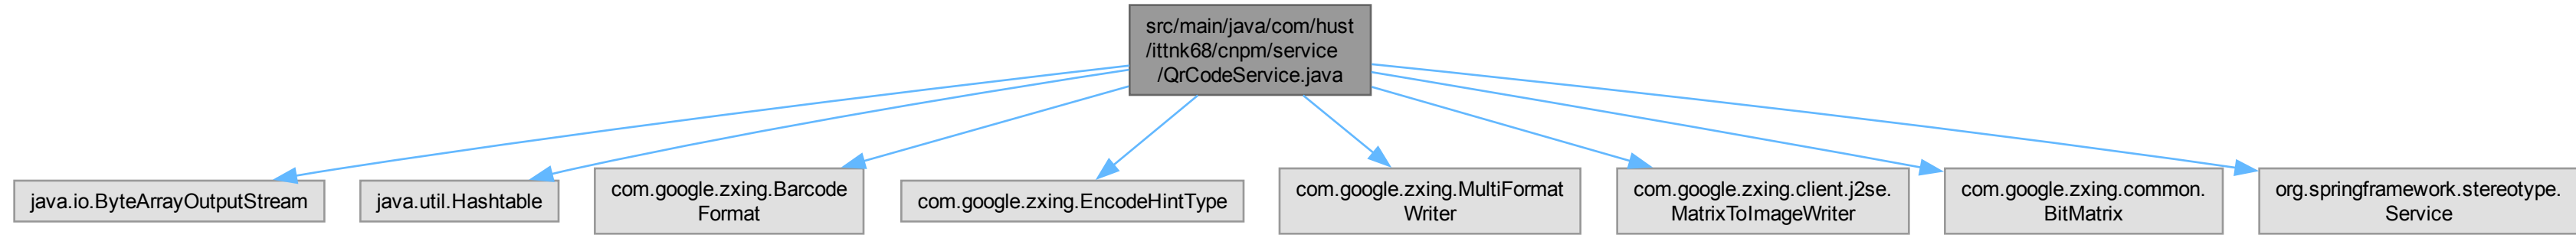 src/main/java/com/hust
/ittnk68/cnpm/service
/QrCodeService.java
java.io.ByteArrayOutputStream
java.util.Hashtable
com.google.zxing.Barcode
Format
com.google.zxing.EncodeHintType
com.google.zxing.MultiFormat
Writer
com.google.zxing.client.j2se.
MatrixToImageWriter
com.google.zxing.common.
BitMatrix
org.springframework.stereotype.
Service